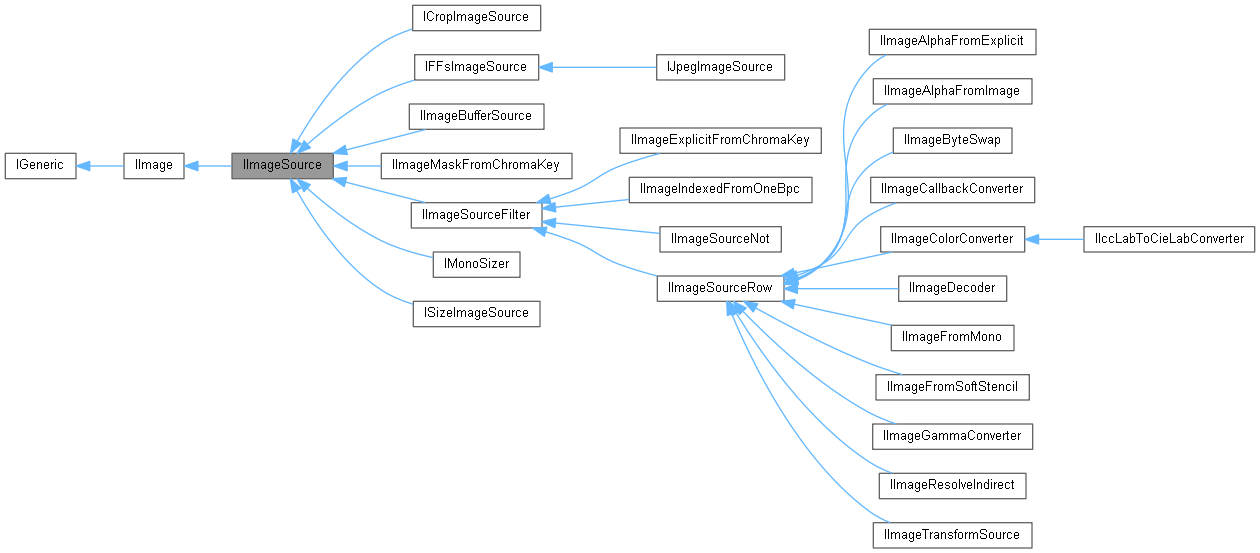 ICropImageSource
IFFsImageSource
IJpegImageSource
IImageBufferSource
IGeneric
IImage
IImageSource
IImageMaskFromChromaKey
IImageSourceFilter
IMonoSizer
ISizeImageSource
IImageExplicitFromChromaKey
IImageIndexedFromOneBpc
IImageSourceNot
IImageSourceRow
IImageAlphaFromExplicit
IImageAlphaFromImage
IImageByteSwap
IImageCallbackConverter
IImageColorConverter
IIccLabToCieLabConverter
IImageDecoder
IImageFromMono
IImageFromSoftStencil
IImageGammaConverter
IImageResolveIndirect
IImageTransformSource